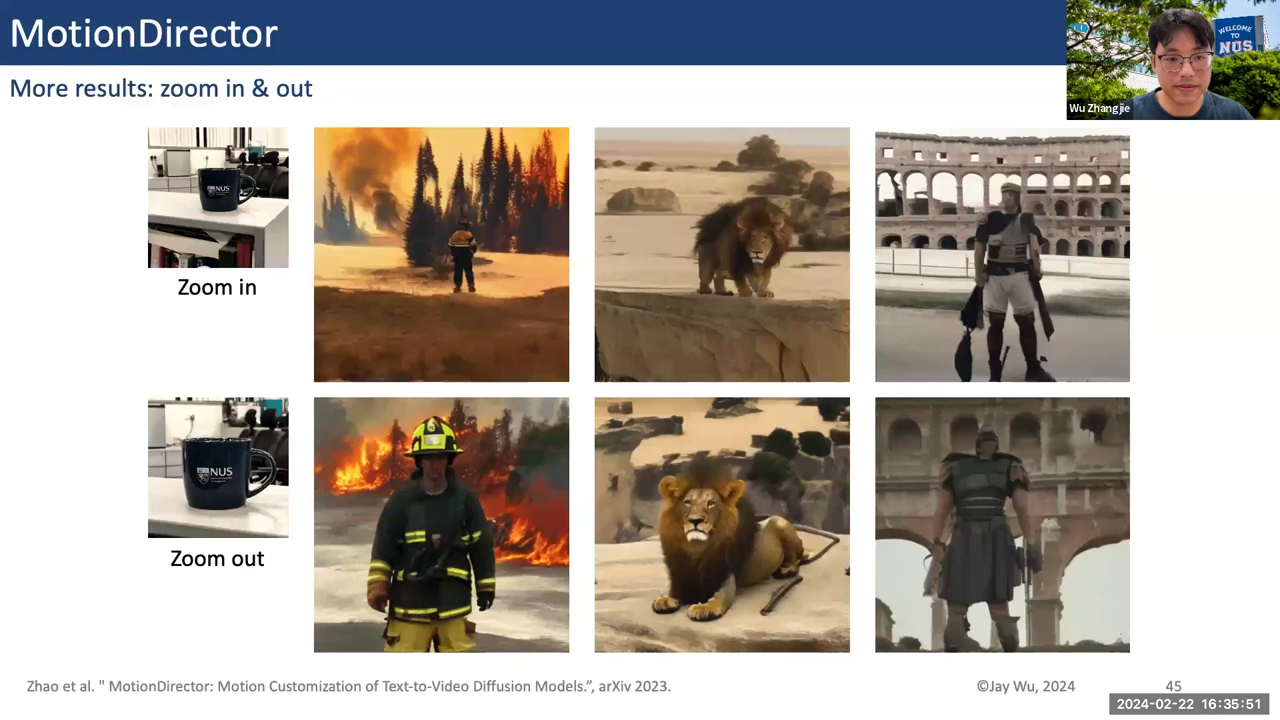 MotionDirector
More results: zoom in & out
WELCOME
TO
NUS
Wu Zhangjie
NUS
Zoom in
NUS
Zoom out
Zhao et al. " MotionDirector: Motion Customization of Text-to-Video Diffusion Models.”, arXiv 2023.
©Jay Wu, 2024
45
2024-02-22 16:35:51